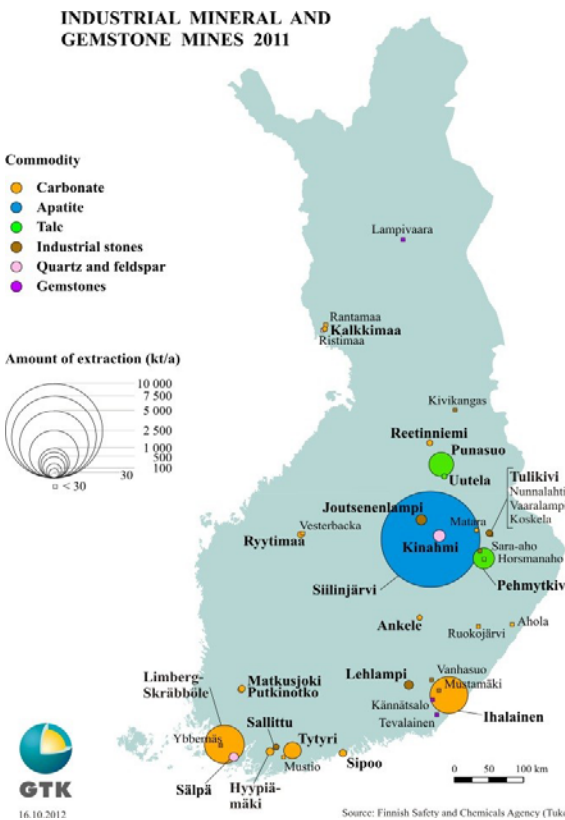 INDUSTRIAL MINERAL AND
GEMSTONE MINES 2011
Commodity
Carbonate
Apatite
Talc
Industrial stones
Quartz and feldspar
Gemstones
Amount of extraction (kt/a)
10 000
7 500
5 000
2 500
1 000
500
100
30
< 30
Lampivaara
Rantamaa
Kalkkimaa
Ristimaa
Kivikangas
Reetinniemi
Punasuo
Uutela
Tulikivi
Nunnalahti
Vaaralampi
Koskela
Joutsenenlampi
Matara
Vesterbacka
Ryytimaa
Kinahmi
Sara-aho
Horsmanaho
Pehmytkivi
Siilinjärvi
Ankele
Ahola
Ruokojärvi
Limberg-
Skräbböle
Matkusjoki
Putkinotko
Lehlampi
Vanhasuo
Mustamäki
Kännätsalo
Tevalainen
Ihalainen
Ybbernäs
Sallittu
Tytyri
Mustio
Sipoo
Sälpä
Hyypiä-
mäki
0 50 100 km
GTK
16.10.2012
Source: Finnish Safety and Chemicals Agency (Tuke